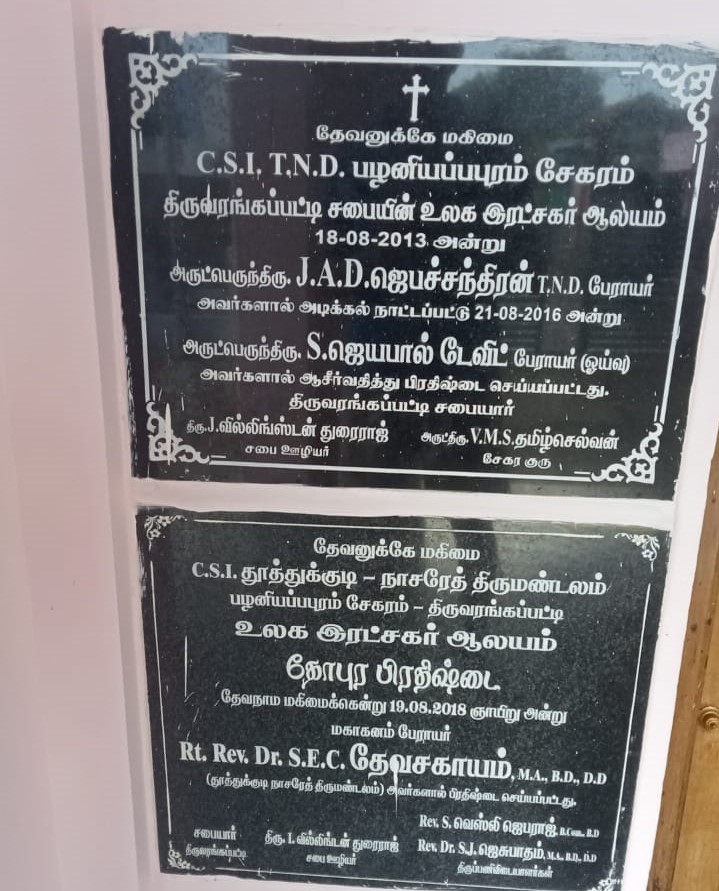 தேவனுக்கே மகிமை
C.S.I, T.N.D. பழனியப்பபுரம் சேகரம்
திருவரங்கப்பட்டி சபையின் உலக இரட்சகர் ஆலயம்
18-08-2013 அன்று
அருட்பெருந்திரு. J.A.D.ஜெபச்சந்திரன் T.N.D. பேராயர்
அவர்களால் அடிக்கல் நாட்டப்பட்டு 21-08-2016 அன்று
அருட்பெருந்திரு. S.ஜெயபால் டேவிட் பேராயர் (ஓய்வு)
அவர்களால் ஆசீர்வதித்து பிரதிஷ்டை செய்யப்பட்டது.
திருவரங்கப்பட்டி சபையார்
திரு.J.வில்லிங்ஸ்டன் துரைராஜ் அருட்திரு.V.M.S.தமிழ்செல்வன்
சபை ஊழியர் சேகர குரு
தேவனுக்கே மகிமை
C.S.I. தூத்துக்குடி – நாசரேத் திருமண்டலம்
பழனியப்பபுரம் சேகரம் – திருவரங்கப்பட்டி
உலக இரட்சகர் ஆலயம்
கோபுர பிரதிஷ்டை
தேவநாம மகிமைக்கென்று 19.08.2018 ஞாயிறு அன்று
மகாகனம் பேராயர்
Rt. Rev. Dr. S.E.C. தேவசகாயம், M.A., B.D., D.D
(தூத்துக்குடி நாசரேத் திருமண்டலம்) அவர்களால் பிரதிஷ்டை செய்யப்பட்டது.
Rev. S. வெஸ்லி ஜெபராஜ், B.Com., B.D
சபையார் திரு. I. வில்லிங்டன் துரைராஜ் Rev. Dr. S.J. ஜெசுபாதம், M.A., B.D., D.D
திருவரங்கப்பட்டி சபை ஊழியர் திருப்பணிவிடையாளர்கள்